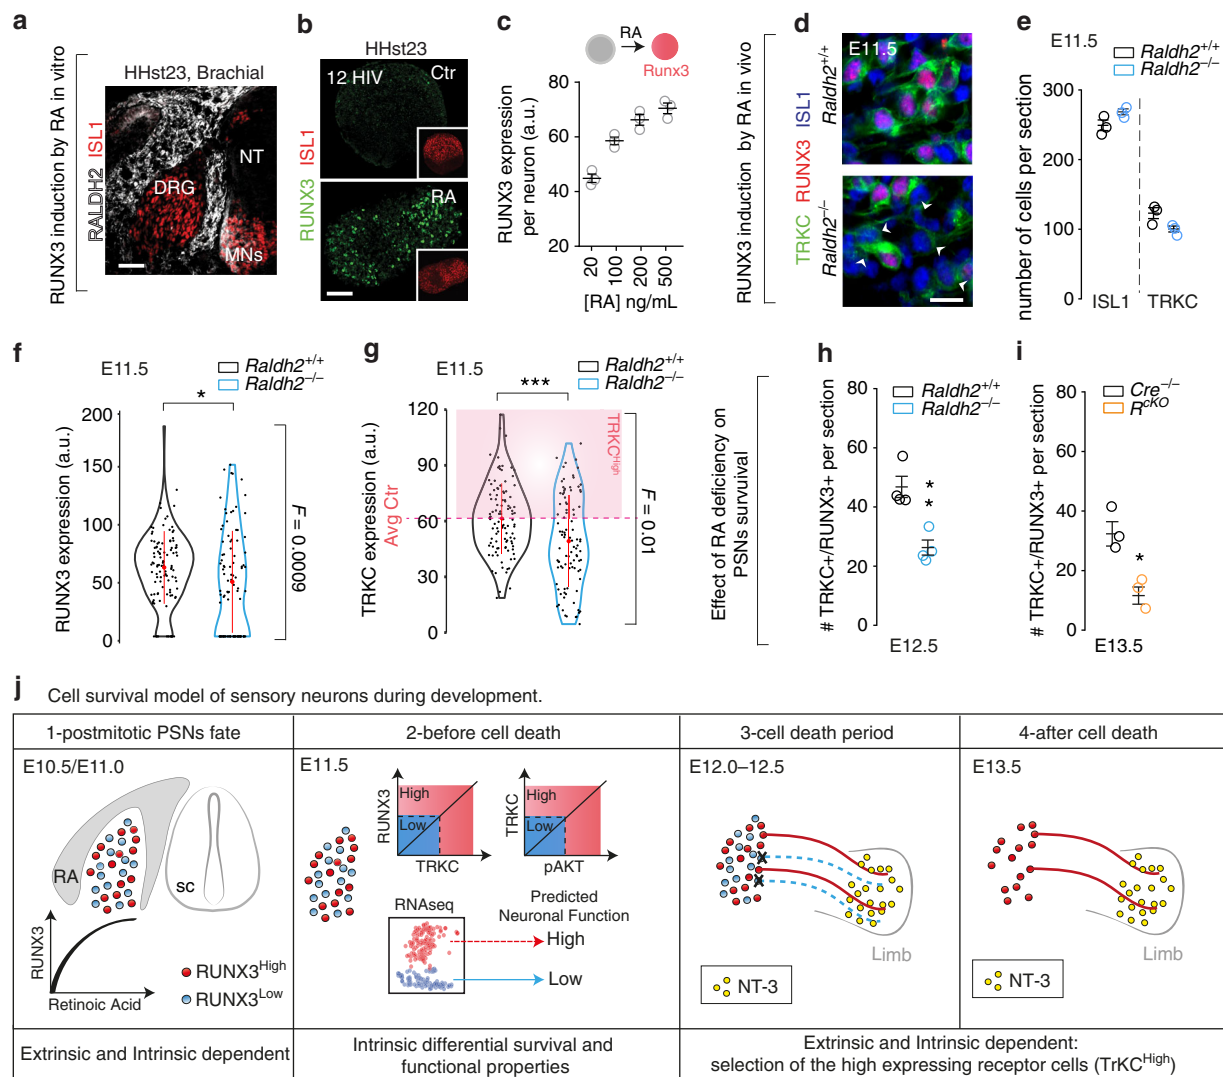 a
RUNX3 induction by RA in vitro
HHst23, Brachial
RALDH2 ISL1
NT
DRG
MNs
b
HHst23
12 HIV
Ctr
RUNX3 ISL1
RA
c
RA
Runx3
RUNX3 expression
per neuron (a.u.)
80
60
40
20
20
100
200
500
[RA] ng/mL
RUNX3 induction by RA in vivo
d
E11.5
TRKC RUNX3 ISL1
Raldh2+/+
Raldh2−/−
e
E11.5
Raldh2+/+
Raldh2−/−
number of cells per section
300
200
100
0
ISL1
TRKC
f
E11.5
Raldh2+/+
Raldh2−/−
*
RUNX3 expression (a.u.)
200
150
100
50
0
F = 0.0009
g
E11.5
Raldh2+/+
Raldh2−/−
***
TRKC expression (a.u.)
Avg Ctr
120
90
60
30
0
TRKCHigh
F = 0.01
Effect of RA deficiency on
PSNs survuival
h
Raldh2+/+
Raldh2−/−
# TRKC+/RUNX3+ per section
80
60
40
20
0
**
E12.5
i
Cre−/−
RcKO
# TRKC+/RUNX3+ per section
80
60
40
20
0
*
E13.5
j
Cell survival model of sensory neurons during development.
1-postmitotic PSNs fate
2-before cell death
3-cell death period
4-after cell death
E10.5/E11.0
RA
SC
RUNX3
Retinoic Acid
RUNX3High
RUNX3Low
E11.5
RUNX3
High
Low
TRKC
TRKC
High
Low
pAKT
RNAseq
Predicted
Neuronal Function
High
Low
E12.0–12.5
Limb
NT-3
E13.5
Limb
NT-3
Extrinsic and Intrinsic dependent
Intrinsic differential survival and
functional properties
Extrinsic and Intrinsic dependent:
selection of the high expressing receptor cells (TrKCHigh)